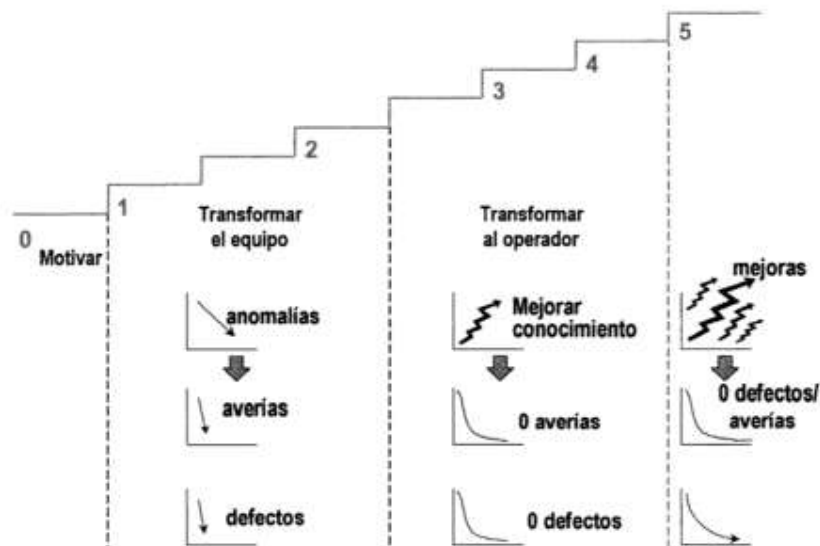 5
4
3
2
1
0
Motivar
Transformar
el equipo
Transformar
al operador
anomalías
Mejorar
conocimiento
mejoras
averías
0 averías
0 defectos/
averías
defectos
0 defectos